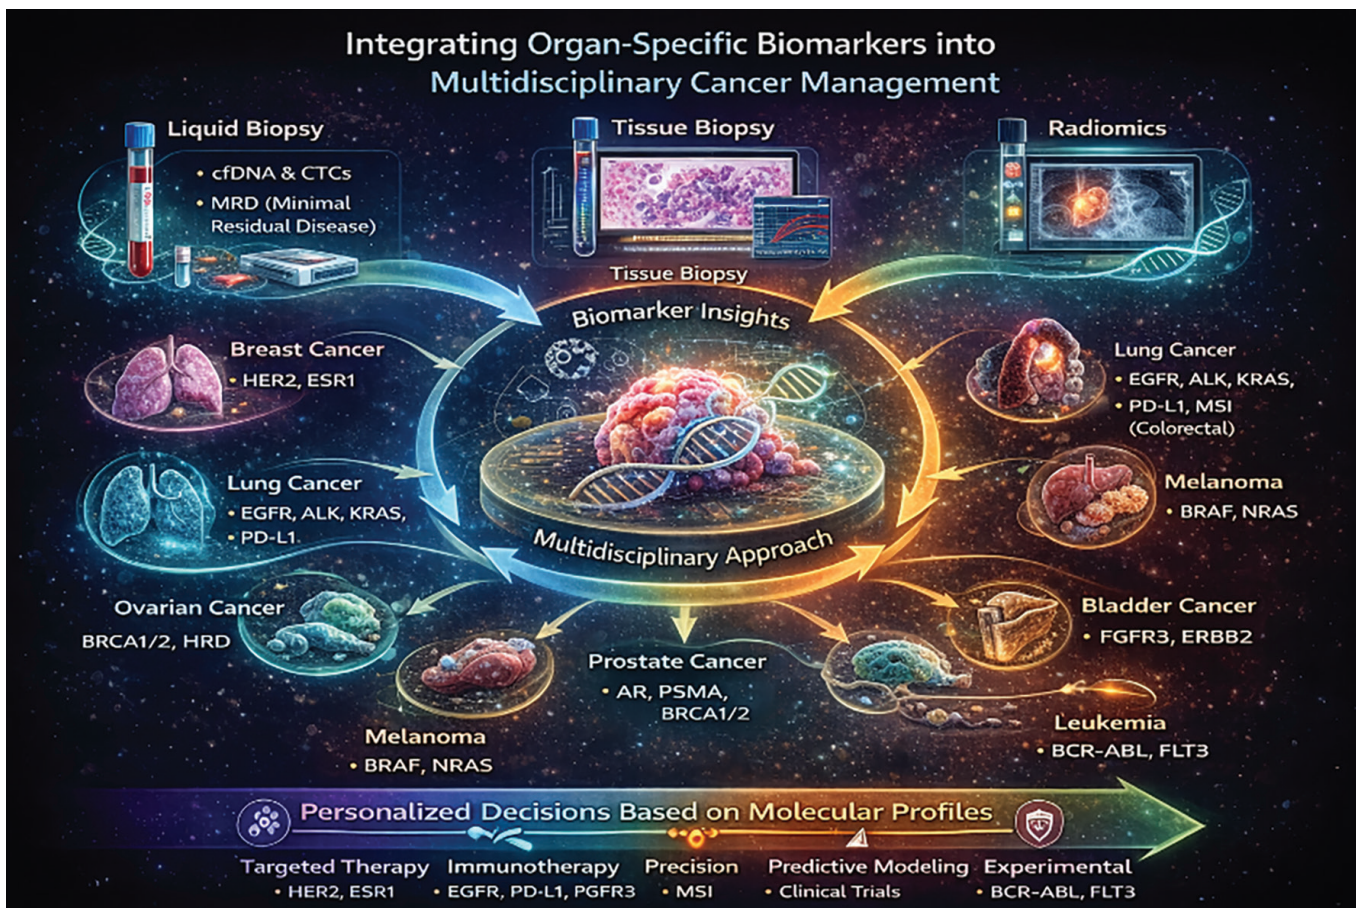 Integrating Organ-Specific Biomarkers into
Multidisciplinary Cancer Management
Liquid Biopsy
• cfDNA & CTCs
• MRD (Minimal
Residual Disease)
Tissue Biopsy
Radiomics
Tissue Biopsy
Biomarker Insights
Breast Cancer
• HER2, ESR1
Lung Cancer
• EGFR, ALK, KRAS,
• PD-L1, MSI
(Colorectal)
Lung Cancer
• EGFR, ALK, KRAS,
• PD-L1
Melanoma
• BRAF, NRAS
Multidisciplinary Approach
Ovarian Cancer
BRCA1/2, HRD
Bladder Cancer
• FGFR3, ERBB2
Melanoma
• BRAF, NRAS
Prostate Cancer
• AR, PSMA,
BRCA1/2
Leukemia
• BCR-ABL, FLT3
Personalized Decisions Based on Molecular Profiles
Targeted Therapy
• HER2, ESR1
Immunotherapy
• EGFR, PD-L1, PGFR3
Precision
• MSI
Predictive Modeling
• Clinical Trials
Experimental
• BCR-ABL, FLT3